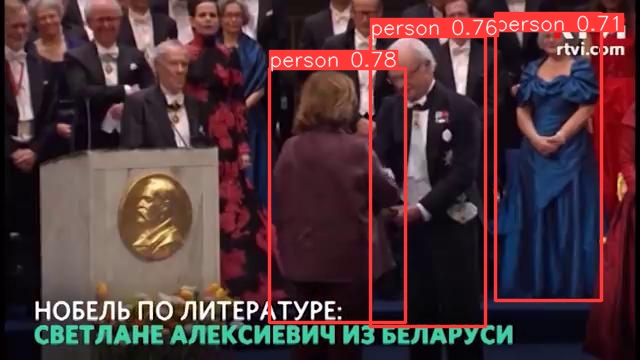 person 0.76
person 0.71
person 0.78
rtvi.com
НОБЕЛЬ ПО ЛИТЕРАТУРЕ:
СВЕТЛАНЕ АЛЕКСИЕВИЧ ИЗ БЕЛАРУСИ